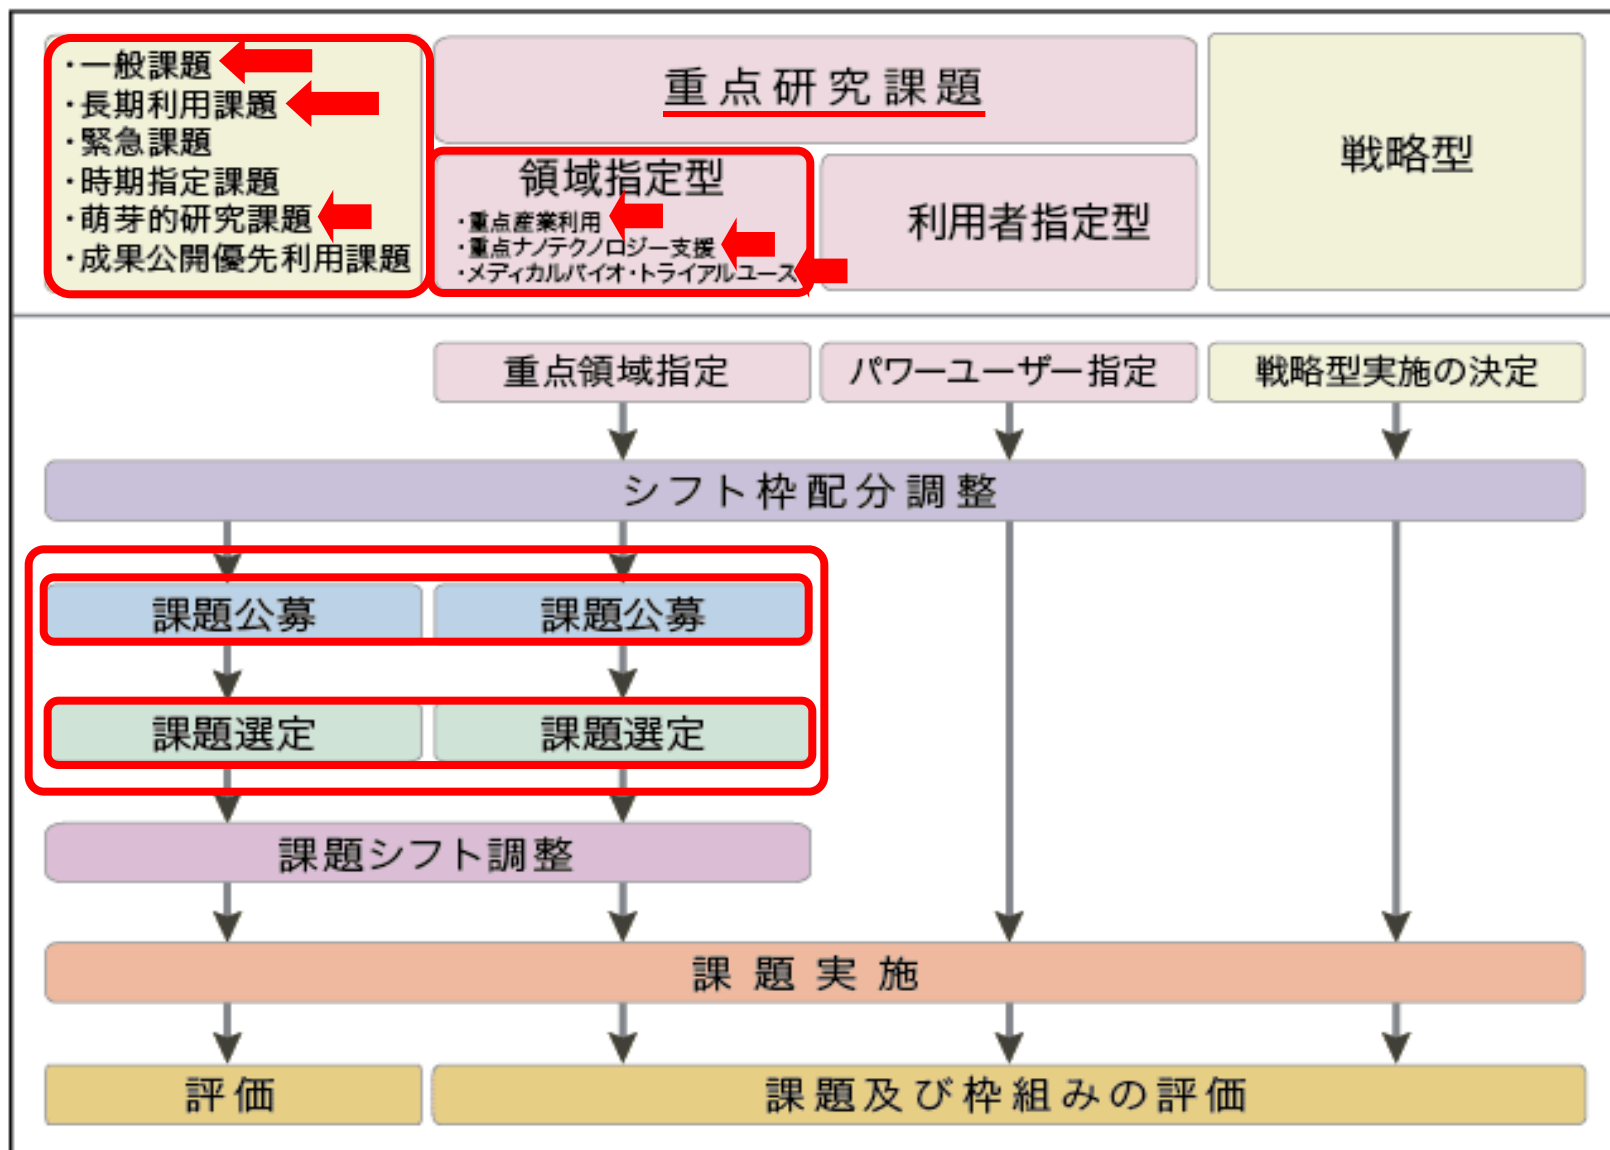 ・一般課題
・長期利用課題
・緊急課題
・時期指定課題
・萌芽的研究課題
・成果公開優先利用課題
重点研究課題
領域指定型
・重点産業利用
・重点ナノテクノロジー支援
・メディカルバイオ・トライアルユース
利用者指定型
戦略型
重点領域指定
パワーユーザー指定
戦略型実施の決定
シフト枠配分調整
課題公募
課題公募
課題選定
課題選定
課題シフト調整
課題実施
評価
課題及び枠組みの評価